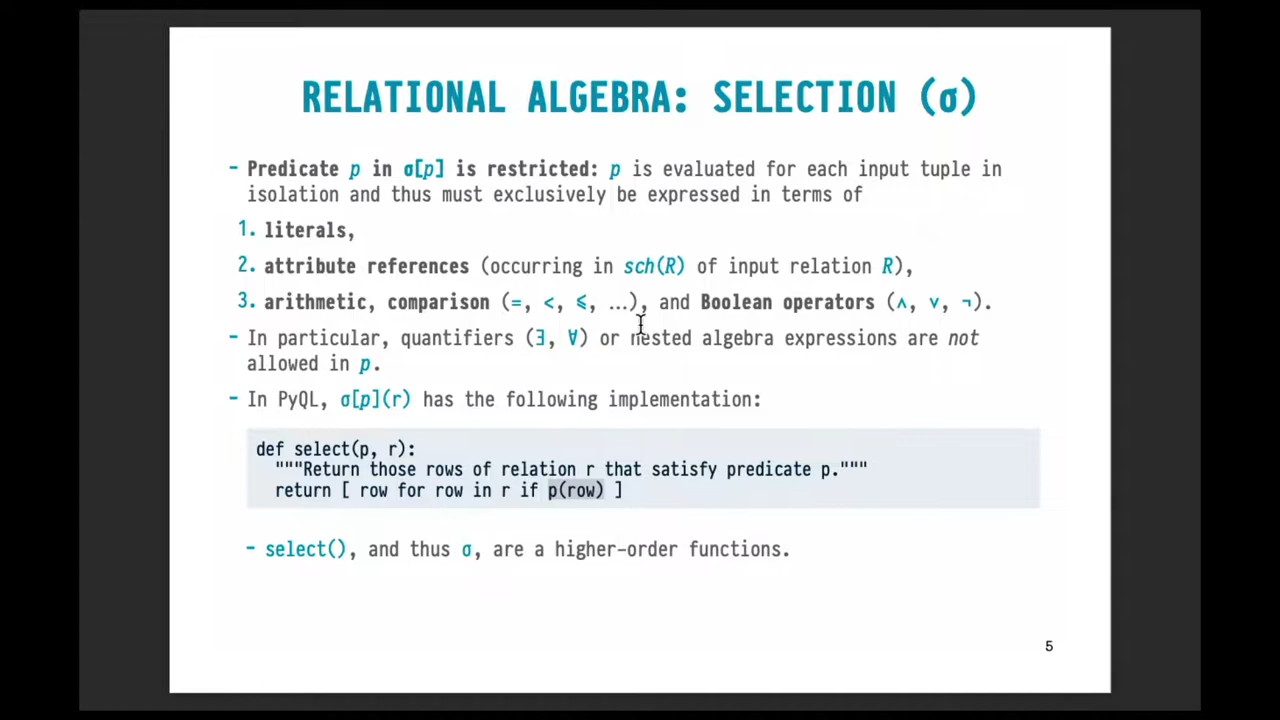 RELATIONAL ALGEBRA: SELECTION (σ)
- Predicate p in σ[p] is restricted: p is evaluated for each input tuple in
isolation and thus must exclusively be expressed in terms of
1. literals,
2. attribute references (occurring in sch(R) of input relation R),
3. arithmetic, comparison (=, <, ⩽, …), and Boolean operators (∧, ∨, ¬).
- In particular, quantifiers (∃, ∀) or nested algebra expressions are not
allowed in p.
- In PyQL, σ[p](r) has the following implementation:
def select(p, r):
"""Return those rows of relation r that satisfy predicate p."""
return [ row for row in r if p(row) ]
- select(), and thus σ, are a higher-order functions.
5